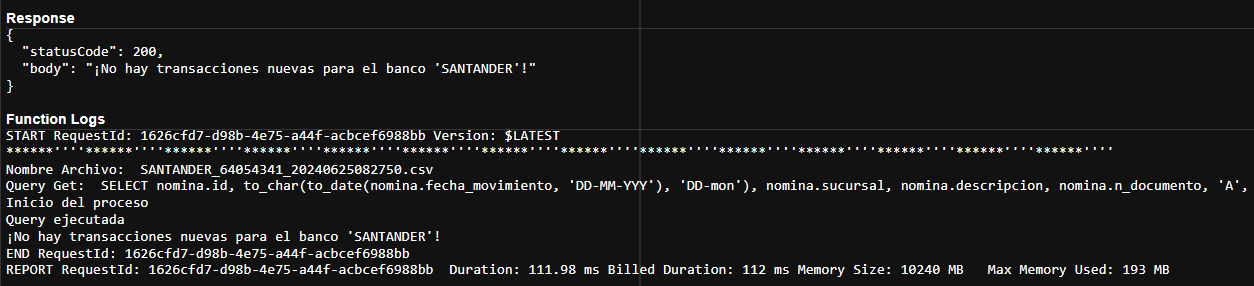 Response
{
  "statusCode": 200,
  "body": "¡No hay transacciones nuevas para el banco 'SANTANDER'!"
}
Function Logs
START RequestId: 1626cfd7-d98b-4e75-a44f-acbcef6988bb Version: $LATEST
******''''******''''******''''******''''******''''******''''******''''******''''******''''******''''******''''******''''******''''******''''
Nombre Archivo:  SANTANDER_64054341_20240625082750.csv
Query Get:  SELECT nomina.id, to_char(to_date(nomina.fecha_movimiento, 'DD-MM-YYY'), 'DD-mon'), nomina.sucursal, nomina.descripcion, nomina.n_documento, 'A',
Inicio del proceso
Query ejecutada
¡No hay transacciones nuevas para el banco 'SANTANDER'!
END RequestId: 1626cfd7-d98b-4e75-a44f-acbcef6988bb
REPORT RequestId: 1626cfd7-d98b-4e75-a44f-acbcef6988bb  Duration: 111.98 ms Billed Duration: 112 ms Memory Size: 10240 MB   Max Memory Used: 193 MB